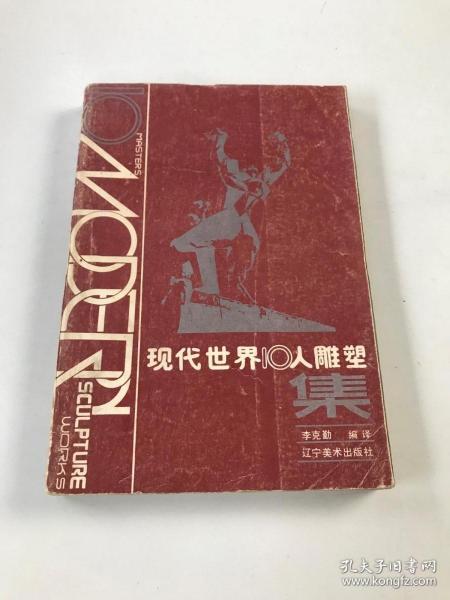 10
MASTERS
MODERN
SCULPTURE
WORKS
现代世界10人雕塑
集
李克勤 编译
辽宁美术出版社
孔夫子旧书网
www.kongfz.com